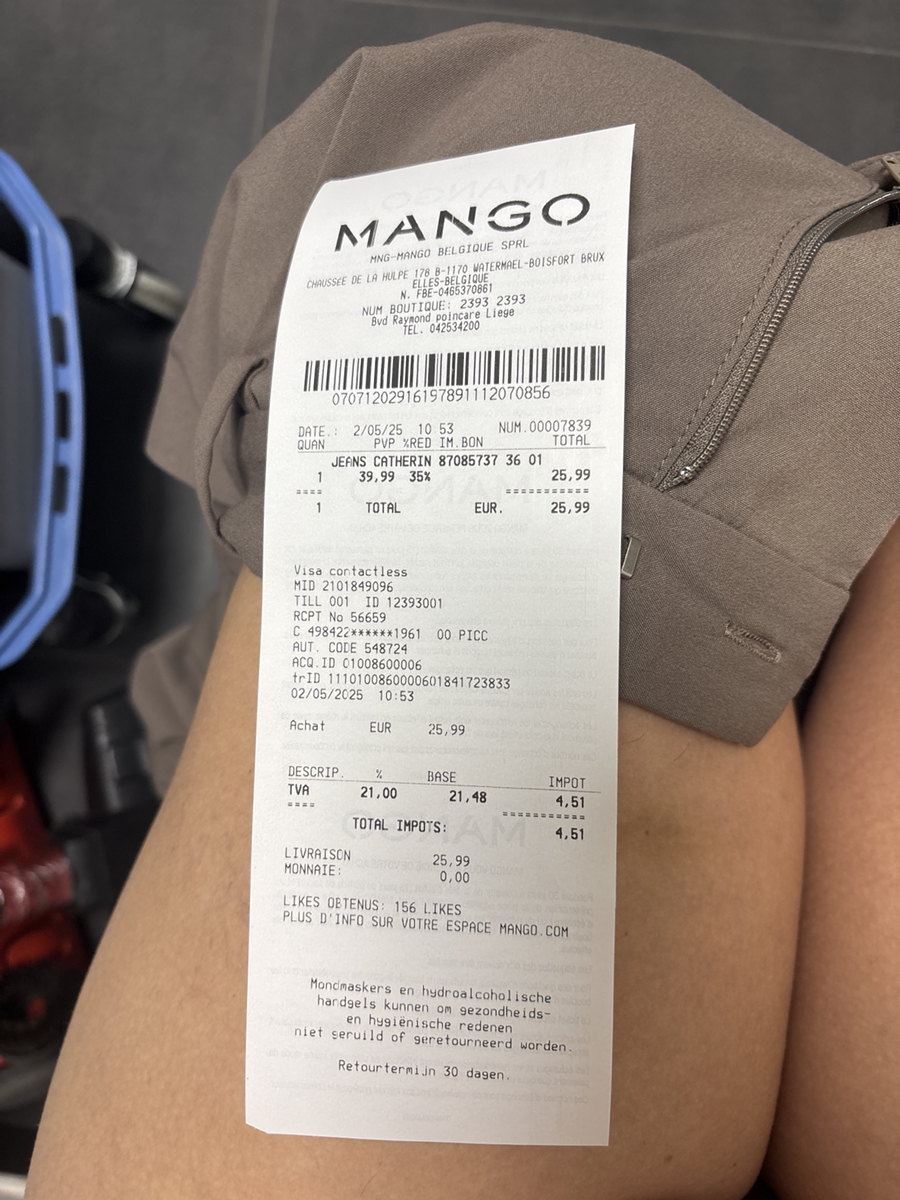 MANGO
MNG-MANGO BELGIQUE SPRL
CHAUSSEE DE LA HULPE 178 B-1170 WATERMAEL-BOISFORT BRUX
ELLES-BELGIQUE
N. FBE-0465370861
NUM BOUTIQUE: 2393 2393
Bvd Raymond poincare Liege
TEL. 042534200
07071202916197891112070856
DATE.: 2/05/25 10 53 NUM.00007839
QUAN PVP %RED IM.BON TOTAL
JEANS CATHERIN 87085737 36 01
1 39,99 35% 25,99
==== ===========
1 TOTAL EUR. 25,99
Visa contactless
MID 2101849096
TILL 001 ID 12393001
RCPT No 56659
C 498422******1961 00 PICC
AUT. CODE 548724
ACQ.ID 01008600006
trID 1110100860000601841723833
02/05/2025 10:53
Achat EUR 25,99
DESCRIP. % BASE IMPOT
TVA 21,00 21,48 4,51
==== ===========
TOTAL IMPOTS: 4,51
LIVRAISON 25,99
MONNAIE: 0,00
LIKES OBTENUS: 156 LIKES
PLUS D'INFO SUR VOTRE ESPACE MANGO.COM
Mondmaskers en hydroalcoholische
handgels kunnen om gezondheids-
en hygiënische redenen
niet geruild of geretourneerd worden.
Retourtermijn 30 dagen.